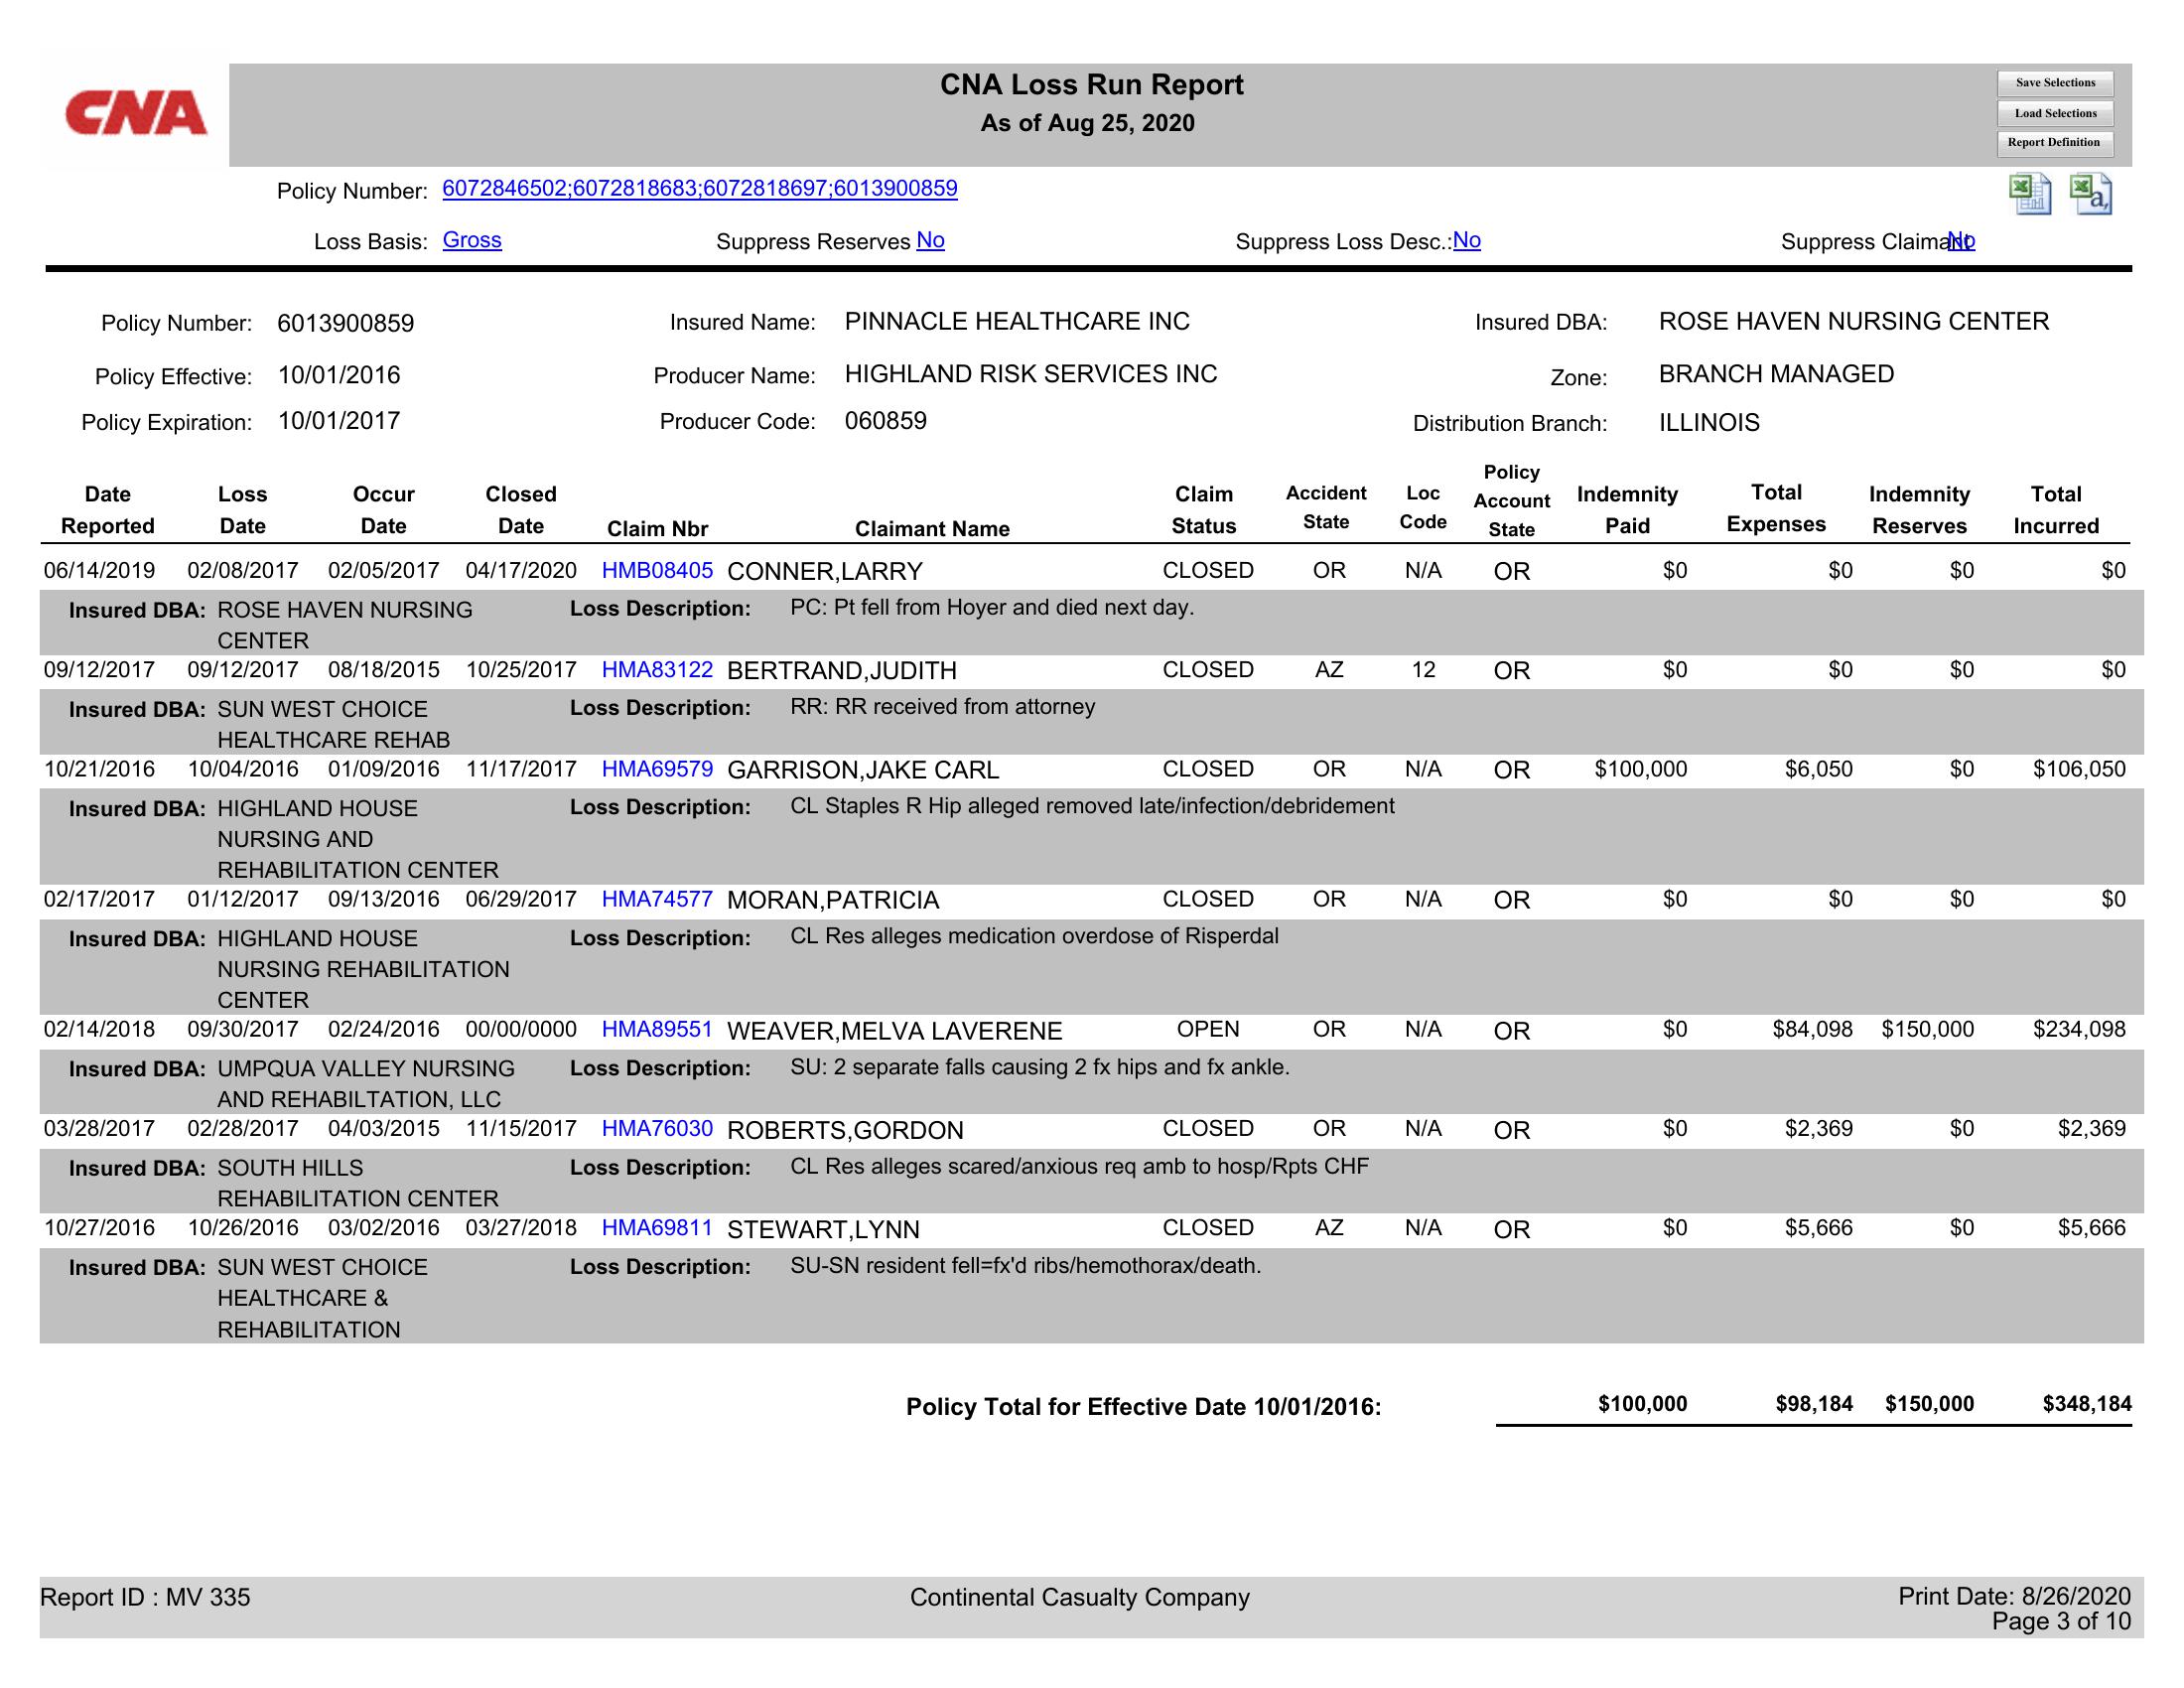 CNA
CNA Loss Run Report
As of Aug 25, 2020
Save Selections
Load Selections
Report Definition
Policy Number: 6072846502;6072818683;6072818697;6013900859
Loss Basis: Gross Suppress Reserves No Suppress Loss Desc.:No Suppress Claimant No
Policy Number: 6013900859 Insured Name: PINNACLE HEALTHCARE INC Insured DBA: ROSE HAVEN NURSING CENTER
Policy Effective: 10/01/2016 Producer Name: HIGHLAND RISK SERVICES INC Zone: BRANCH MANAGED
Policy Expiration: 10/01/2017 Producer Code: 060859 Distribution Branch: ILLINOIS
Date Reported Loss Date Occur Date Closed Date Claim Nbr Claimant Name Claim Status Accident State Loc Code Policy Account State Indemnity Paid Total Expenses Indemnity Reserves Total Incurred
06/14/2019 02/08/2017 02/05/2017 04/17/2020 HMB08405 CONNER,LARRY CLOSED OR N/A OR $0 $0 $0 $0
Insured DBA: ROSE HAVEN NURSING Loss Description: PC: Pt fell from Hoyer and died next day.
CENTER
09/12/2017 09/12/2017 08/18/2015 10/25/2017 HMA83122 BERTRAND,JUDITH CLOSED AZ 12 OR $0 $0 $0 $0
Insured DBA: SUN WEST CHOICE Loss Description: RR: RR received from attorney
HEALTHCARE REHAB
10/21/2016 10/04/2016 01/09/2016 11/17/2017 HMA69579 GARRISON,JAKE CARL CLOSED OR N/A OR $100,000 $6,050 $0 $106,050
Insured DBA: HIGHLAND HOUSE Loss Description: CL Staples R Hip alleged removed late/infection/debridement
NURSING AND
REHABILITATION CENTER
02/17/2017 01/12/2017 09/13/2016 06/29/2017 HMA74577 MORAN,PATRICIA CLOSED OR N/A OR $0 $0 $0 $0
Insured DBA: HIGHLAND HOUSE Loss Description: CL Res alleges medication overdose of Risperdal
NURSING REHABILITATION
CENTER
02/14/2018 09/30/2017 02/24/2016 00/00/0000 HMA89551 WEAVER,MELVA LAVERENE OPEN OR N/A OR $0 $84,098 $150,000 $234,098
Insured DBA: UMPQUA VALLEY NURSING Loss Description: SU: 2 separate falls causing 2 fx hips and fx ankle.
AND REHABILTATION, LLC
03/28/2017 02/28/2017 04/03/2015 11/15/2017 HMA76030 ROBERTS,GORDON CLOSED OR N/A OR $0 $2,369 $0 $2,369
Insured DBA: SOUTH HILLS Loss Description: CL Res alleges scared/anxious req amb to hosp/Rpts CHF
REHABILITATION CENTER
10/27/2016 10/26/2016 03/02/2016 03/27/2018 HMA69811 STEWART,LYNN CLOSED AZ N/A OR $0 $5,666 $0 $5,666
Insured DBA: SUN WEST CHOICE Loss Description: SU-SN resident fell=fx'd ribs/hemothorax/death.
HEALTHCARE &
REHABILITATION
Policy Total for Effective Date 10/01/2016: $100,000 $98,184 $150,000 $348,184
Report ID : MV 335 Continental Casualty Company Print Date: 8/26/2020
Page 3 of 10